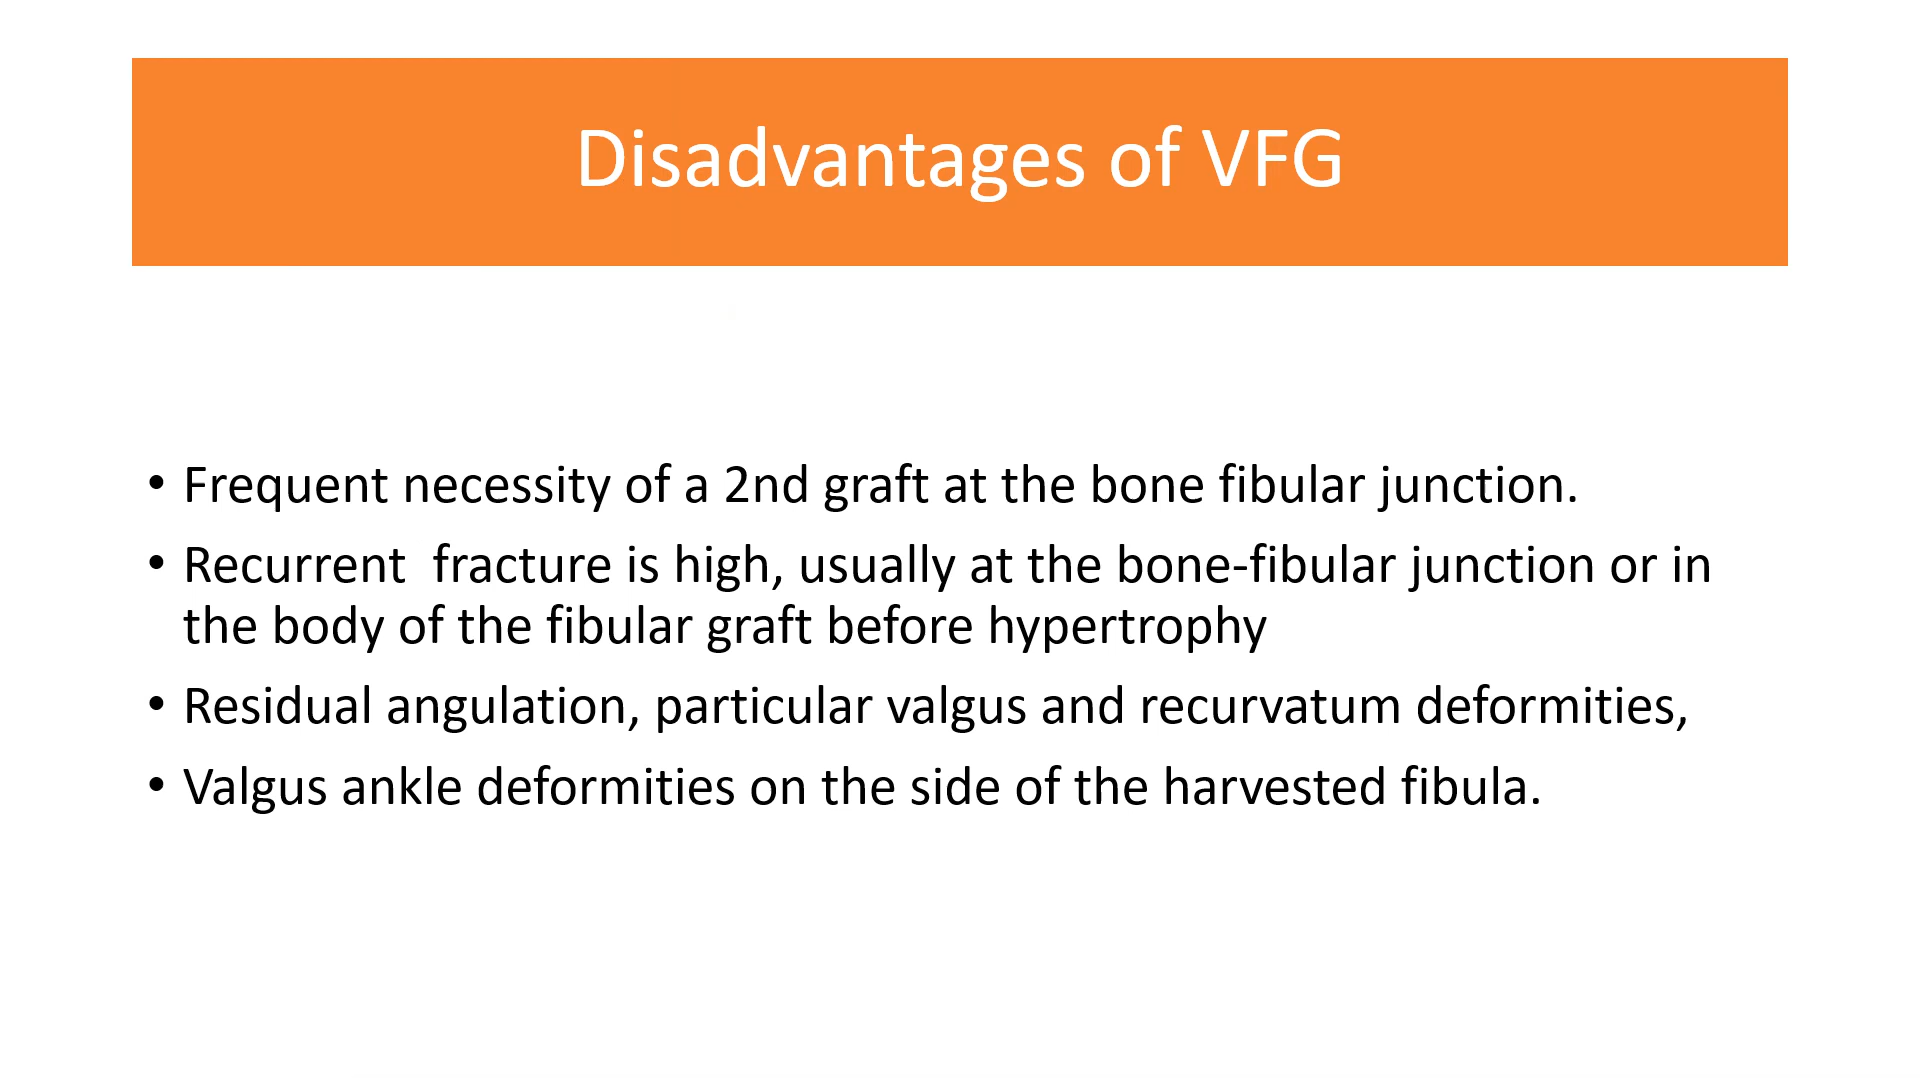 Disadvantages of VFG
• Frequent necessity of a 2nd graft at the bone fibular junction.
• Recurrent  fracture is high, usually at the bone-fibular junction or in
the body of the fibular graft before hypertrophy
• Residual angulation, particular valgus and recurvatum deformities,
• Valgus ankle deformities on the side of the harvested fibula.